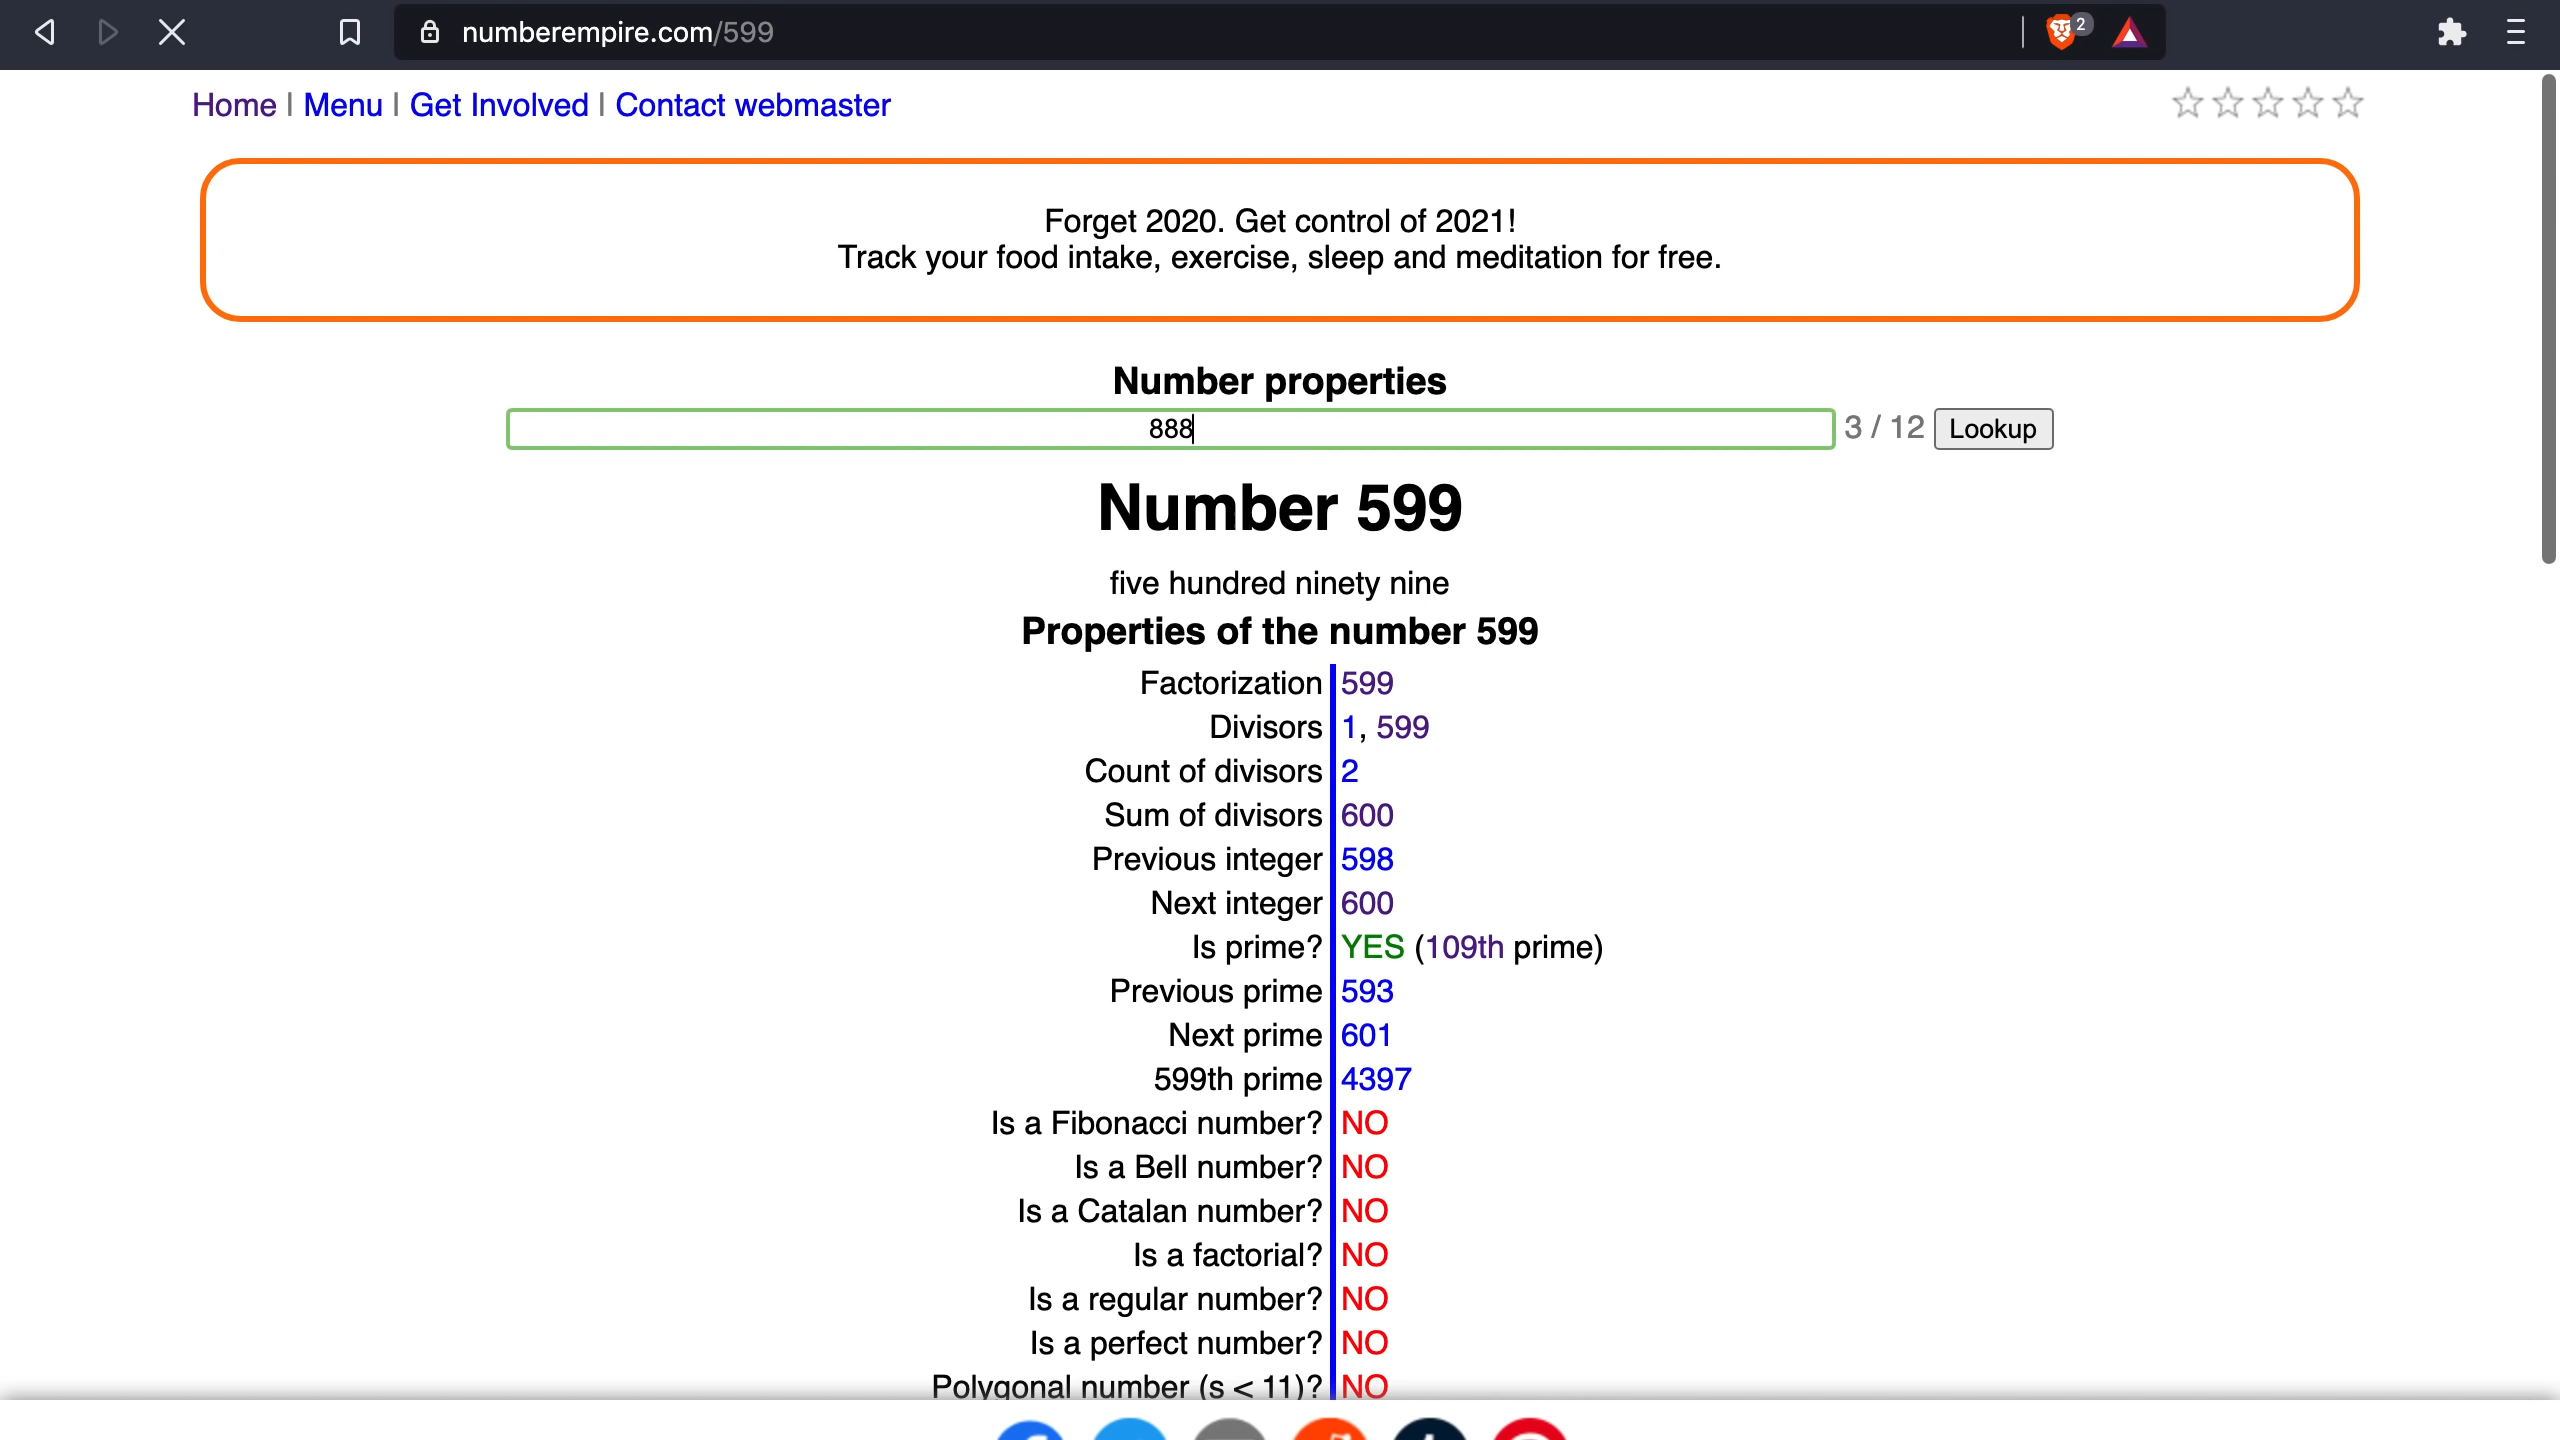 numberempire.com/599
2
Home | Menu | Get Involved | Contact webmaster
Forget 2020. Get control of 2021!
Track your food intake, exercise, sleep and meditation for free.
Number properties
888 3 / 12 Lookup
Number 599
five hundred ninety nine
Properties of the number 599
Factorization 599
Divisors 1, 599
Count of divisors 2
Sum of divisors 600
Previous integer 598
Next integer 600
Is prime? YES (109th prime)
Previous prime 593
Next prime 601
599th prime 4397
Is a Fibonacci number? NO
Is a Bell number? NO
Is a Catalan number? NO
Is a factorial? NO
Is a regular number? NO
Is a perfect number? NO
Polygonal number (s < 11)? NO